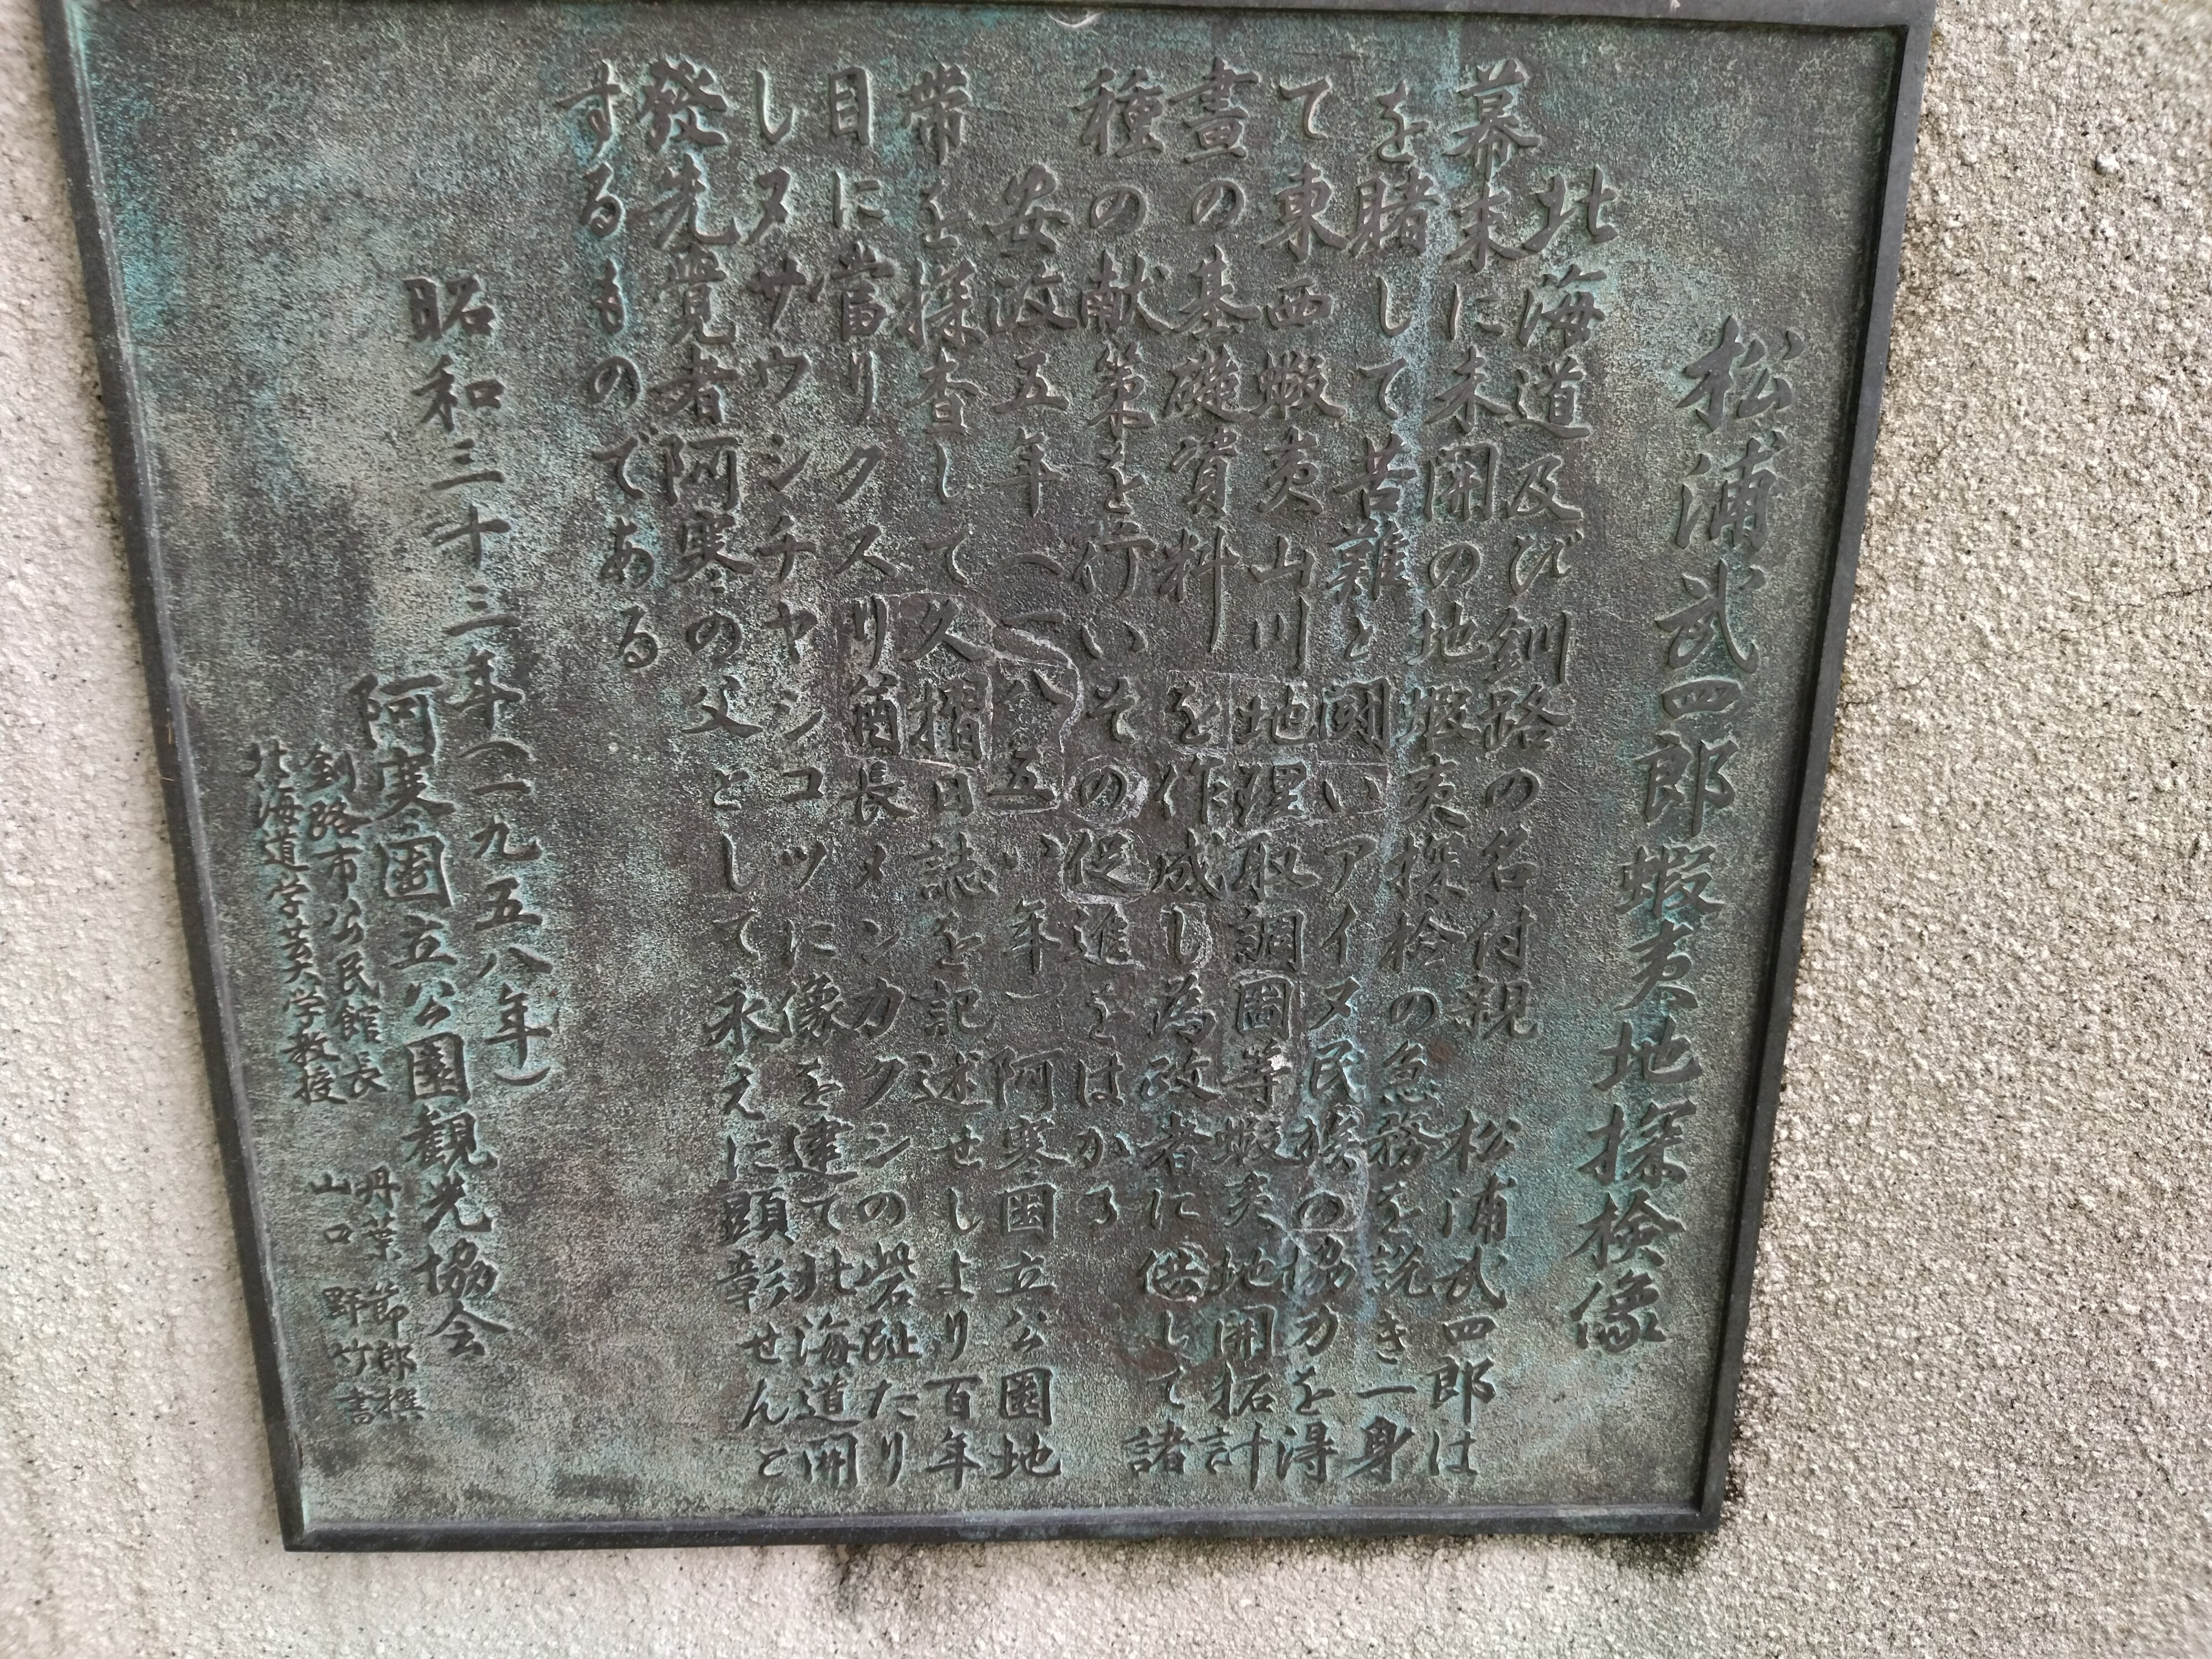 松浦武四郎蝦夷地探検像
北海道及び釧路の名付親 松浦武四郎は
幕末に未開の地蝦夷探検の急務を説き一身
を賭して苦難と闘いアイヌ民族の協力を得
て東西蝦夷山川地理取調図等蝦夷地開拓計
畫の基礎資料を作成し為政者に供して諸
種の献策を行いその促進をはかる
安政五年(一八五八年)阿寒国立公園地
帯を探査して久摺日誌を記述せしより百年
目に當りクスリ酋長メンカクシの砦趾たり
しヌサウシチヤシコツに像を建て北海道開
發先覚者阿寒の父として永えに顕彰せんと
するものである
昭和三十三年(一九五八年)
阿寒国立公園観光協会
釧路市公民館長 丹葉節郎撰
北海道学芸大学教授 山口野竹書